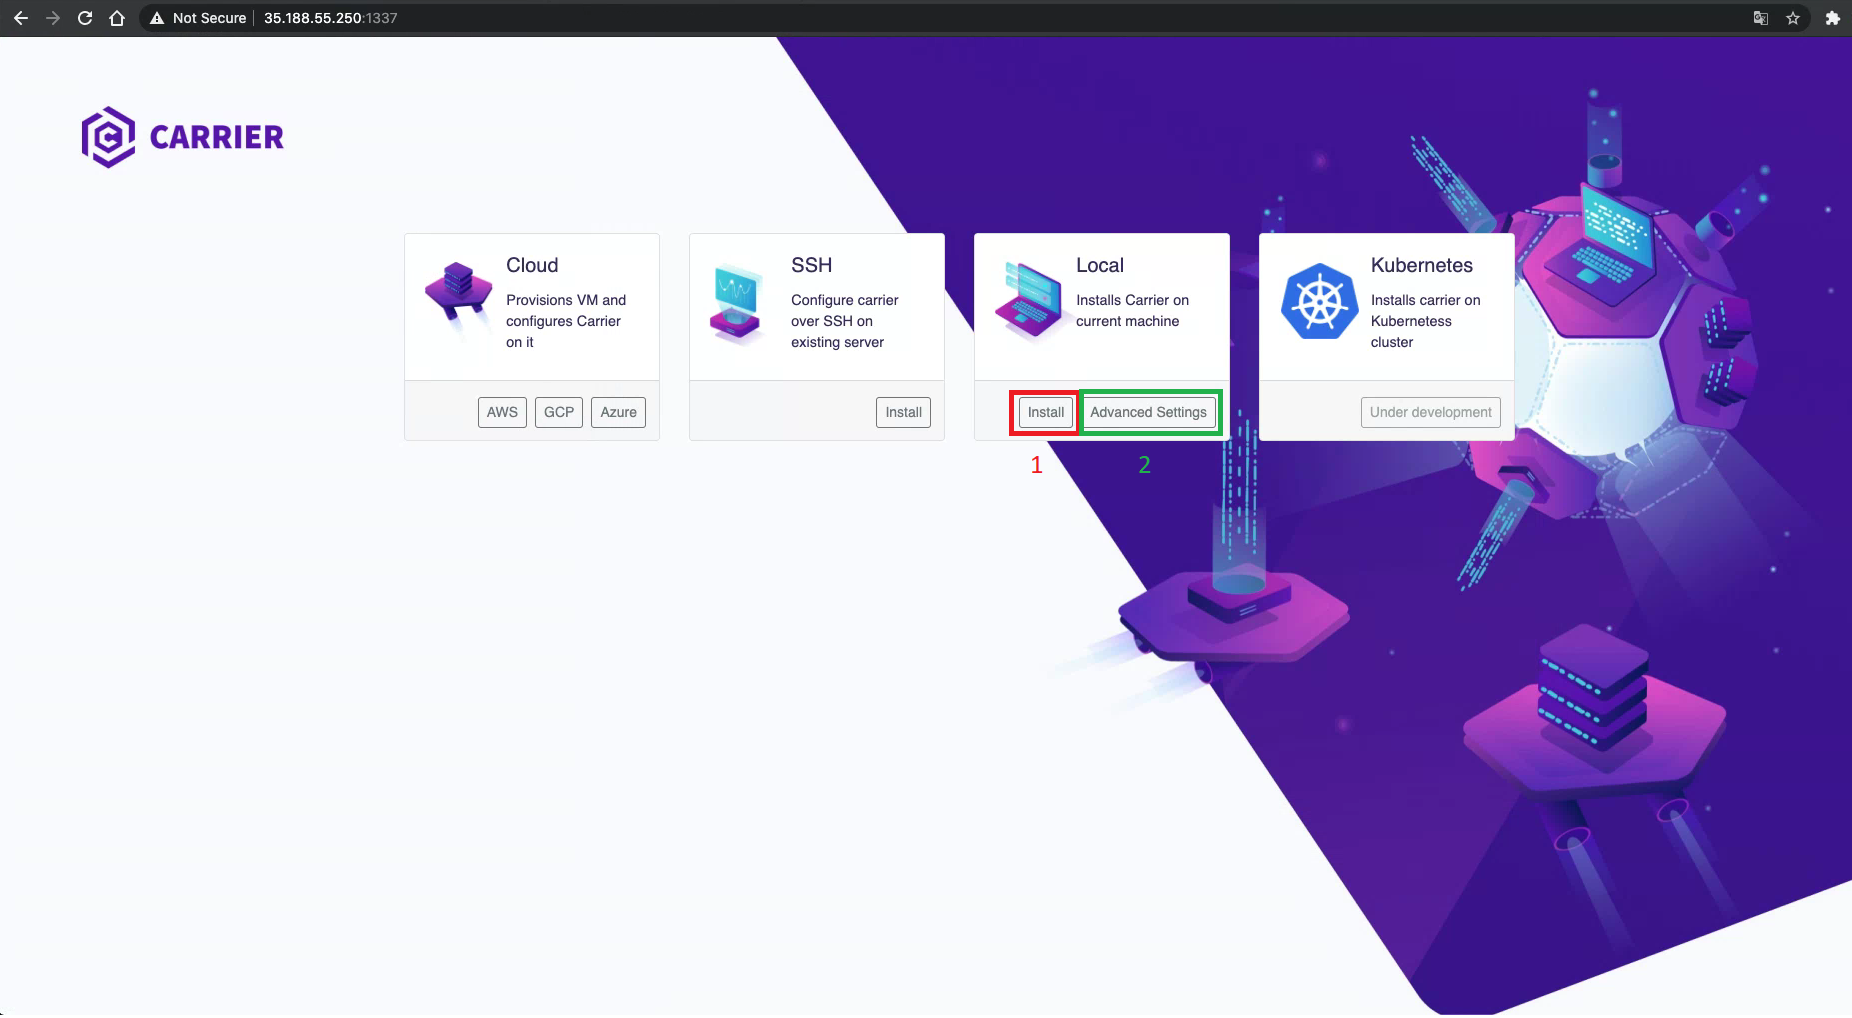 Not Secure 35.188.55.250:1337
CARRIER
Cloud
Provisions VM and
configures Carrier
on it
AWS GCP Azure
SSH
Configure carrier
over SSH on
existing server
Install
Local
Installs Carrier on
current machine
Install Advanced Settings
1 2
Kubernetes
Installs carrier on
Kubernetess
cluster
Under development